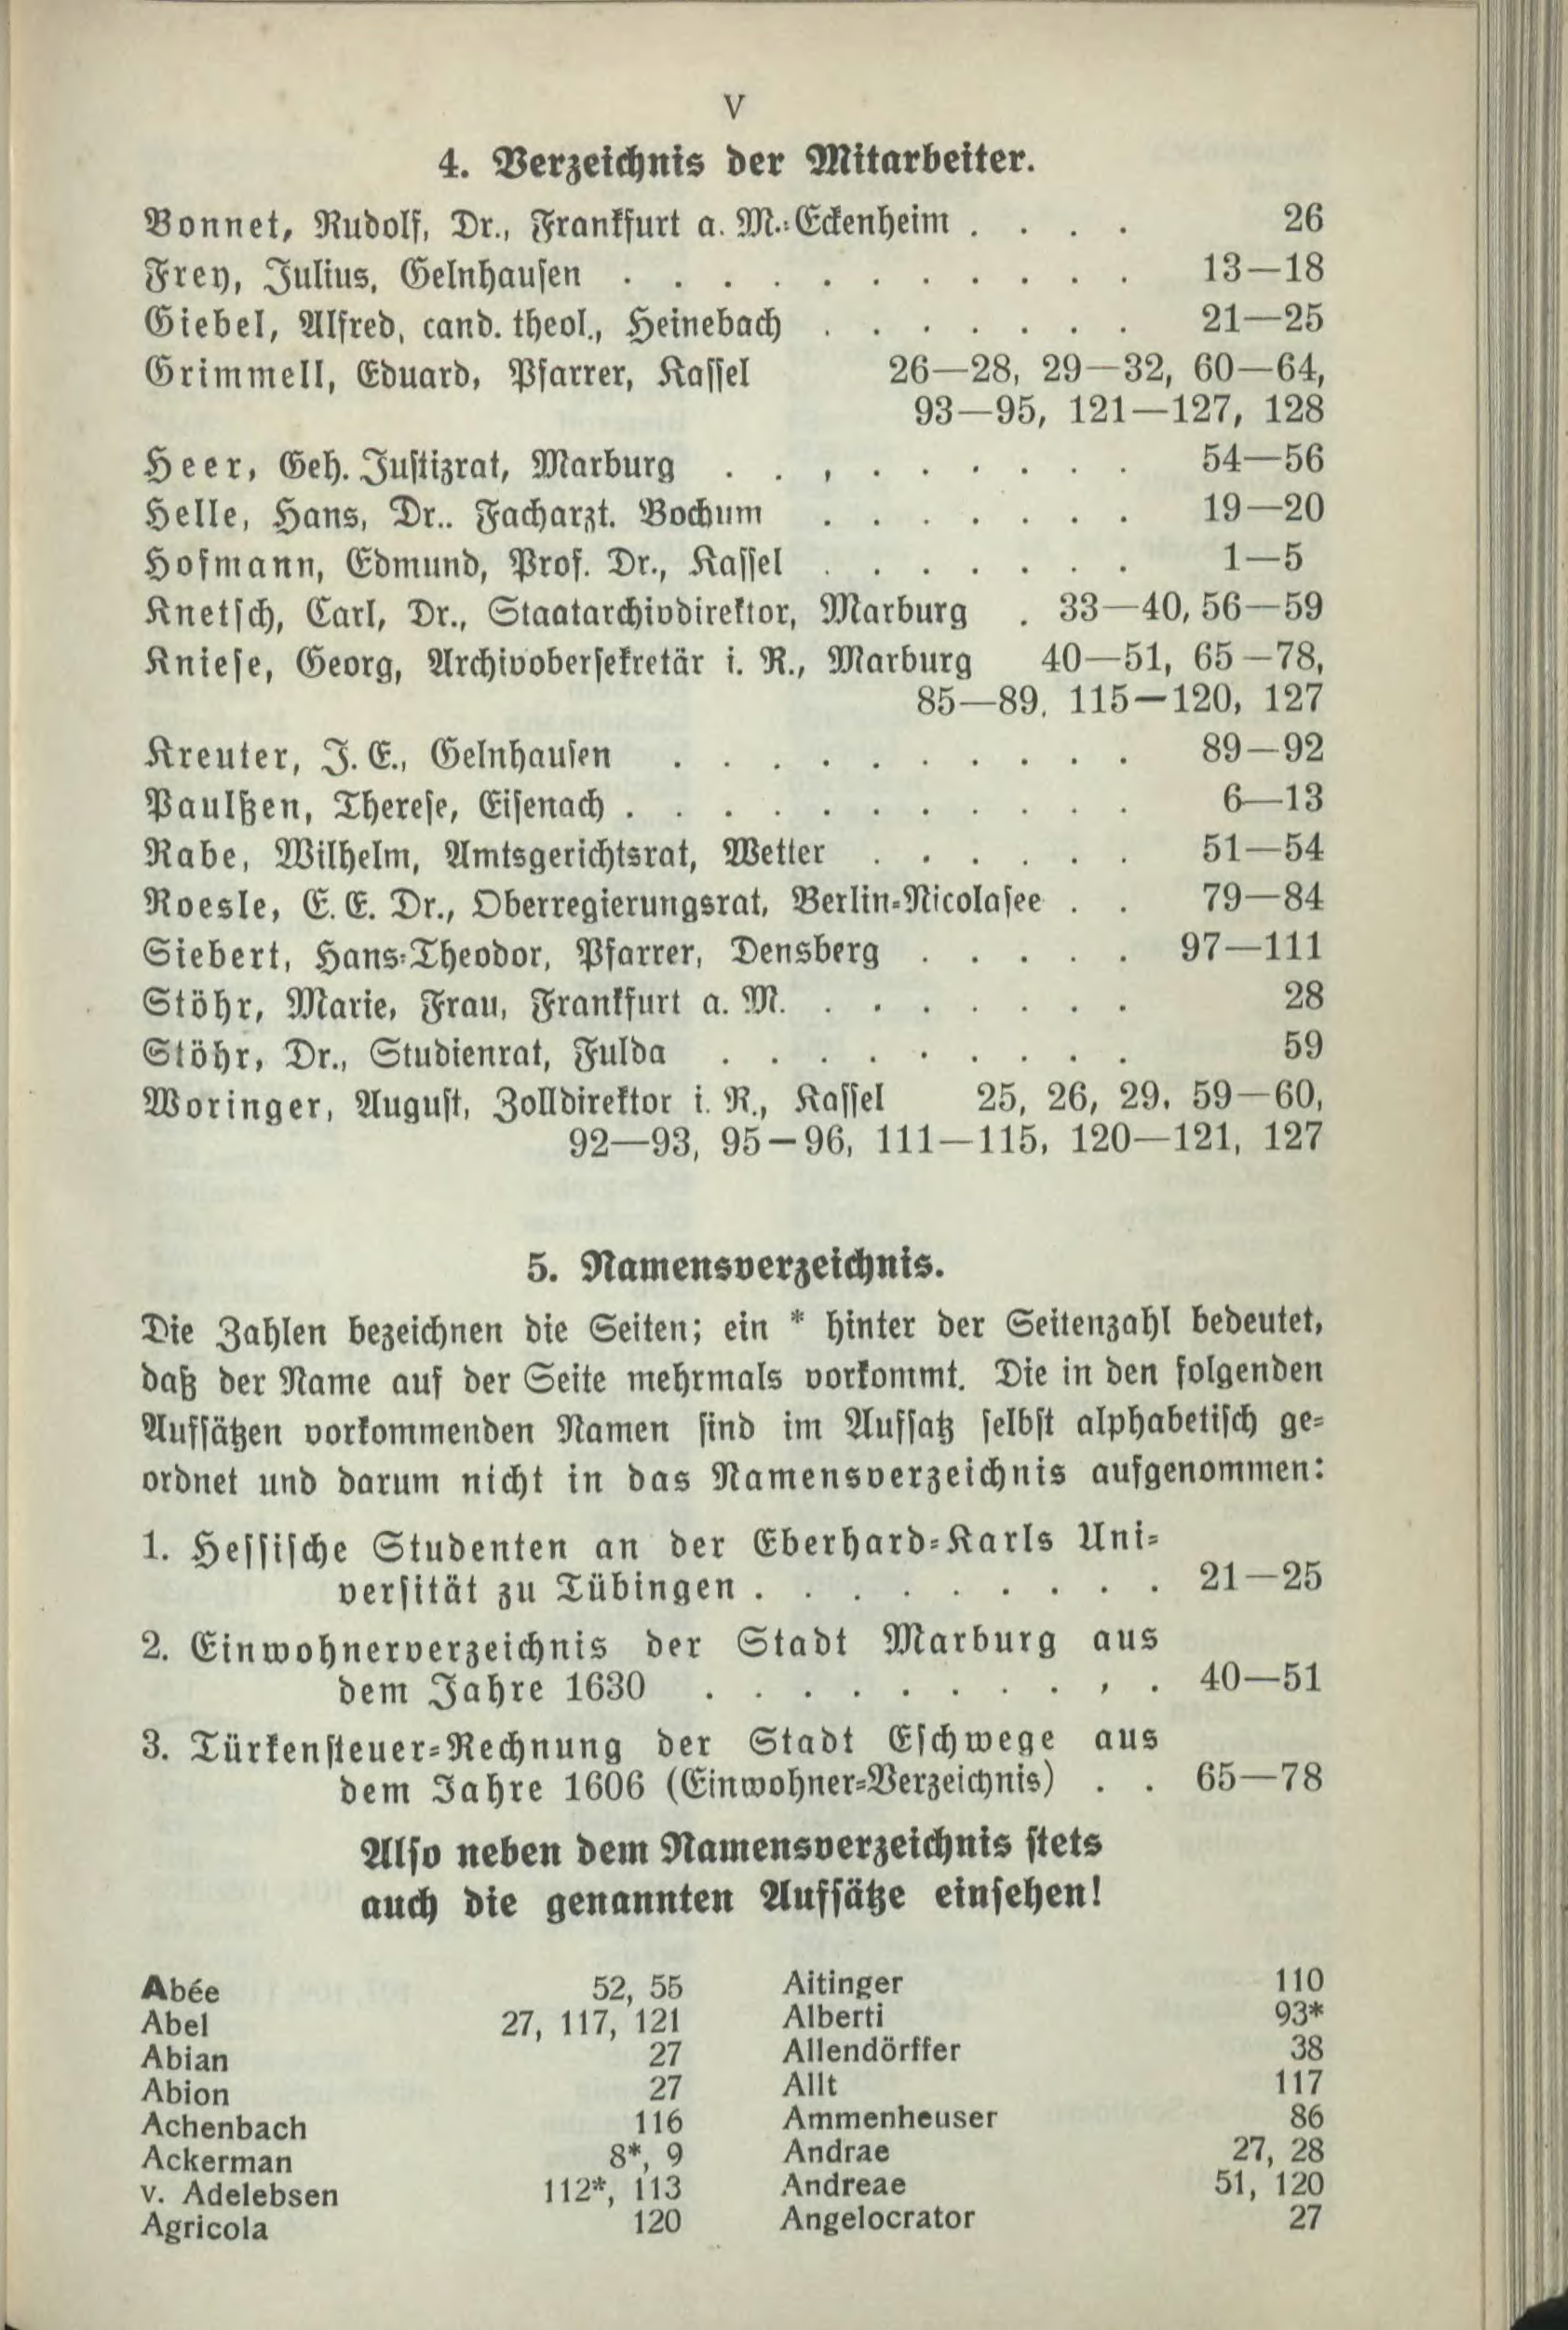 V
4. Verzeichnis der Mitarbeiter.
Bonnet, Rudolf, Dr., Frankfurt a. M.-Eckenheim . . . . 26
Frey, Julius, Gelnhausen . . . . . . . . . . . 13—18
Giebel, Alfred, cand. theol., Heinebach . . . . . . . 21—25
Grimmell, Eduard, Pfarrer, Kassel 26—28, 29—32, 60—64,
93—95, 121—127, 128
Heer, Geh. Justizrat, Marburg . . , . . . . . . 54—56
Helle, Hans, Dr.. Facharzt. Bochum . . . . . . . 19—20
Hofmann, Edmund, Prof. Dr., Kassel . . . . . . . 1—5
Knetsch, Carl, Dr., Staatarchivdirektor, Marburg . 33—40, 56—59
Kniese, Georg, Archivobersekretär i. R., Marburg 40—51, 65—78,
85—89, 115—120, 127
Kreuter, J. E., Gelnhausen . . . . . . . . . . 89—92
Paulßen, Therese, Eisenach . . . . . . . . . . . 6—13
Rabe, Wilhelm, Amtsgerichtsrat, Wetter . . . . . . 51—54
Roesle, E. E. Dr., Oberregierungsrat, Berlin-Nicolasee . . 79—84
Siebert, Hans-Theodor, Pfarrer, Densberg . . . . . 97—111
Stöhr, Marie, Frau, Frankfurt a. M. . . . . . . . 28
Stöhr, Dr., Studienrat, Fulda . . . . . . . . . 59
Woringer, August, Zolldirektor i. R., Kassel 25, 26, 29, 59—60,
92—93, 95—96, 111—115, 120—121, 127
5. Namensverzeichnis.
Die Zahlen bezeichnen die Seiten; ein * hinter der Seitenzahl bedeutet,
daß der Name auf der Seite mehrmals vorkommt. Die in den folgenden
Aufsätzen vorkommenden Namen sind im Aufsatz selbst alphabetisch ge-
ordnet und darum nicht in das Namensverzeichnis aufgenommen:
1. Hessische Studenten an der Eberhard-Karls Uni-
versität zu Tübingen . . . . . . . . . 21—25
2. Einwohnerverzeichnis der Stadt Marburg aus
dem Jahre 1630 . . . . . . . . , . 40—51
3. Türkensteuer-Rechnung der Stadt Eschwege aus
dem Jahre 1606 (Einwohner-Verzeichnis) . . 65—78
Also neben dem Namensverzeichnis stets
auch die genannten Aufsätze einsehen!
Abée 52, 55
Abel 27, 117, 121
Abian 27
Abion 27
Achenbach 116
Ackerman 8*, 9
v. Adelebsen 112*, 113
Agricola 120
Aitinger 110
Alberti 93*
Allendörffer 38
Allt 117
Ammenheuser 86
Andrae 27, 28
Andreae 51, 120
Angelocrator 27